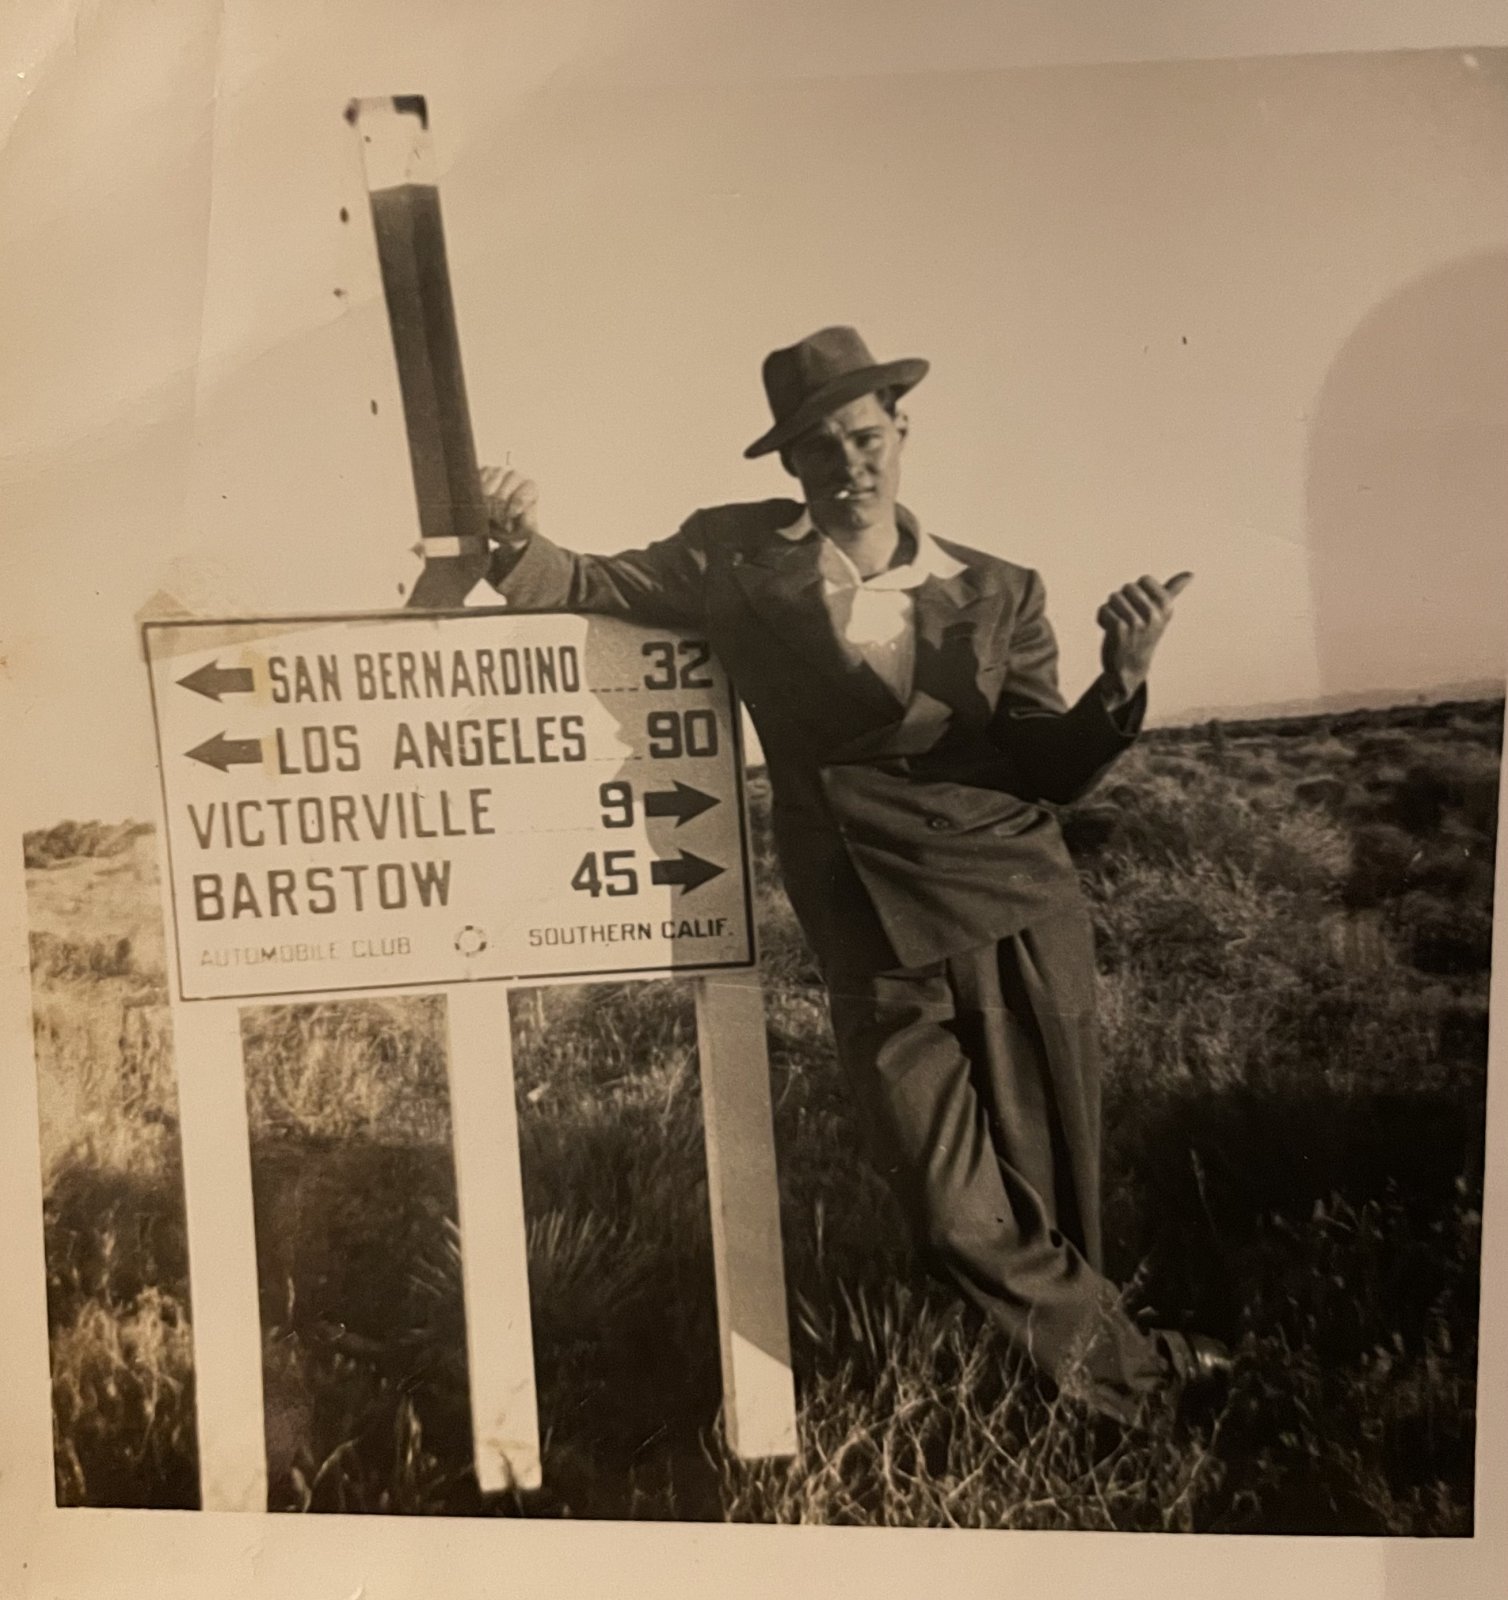 ← SAN BERNARDINO 32
← LOS ANGELES 90
VICTORVILLE 9 →
BARSTOW 45 →
AUTOMOBILE CLUB SOUTHERN CALIF.